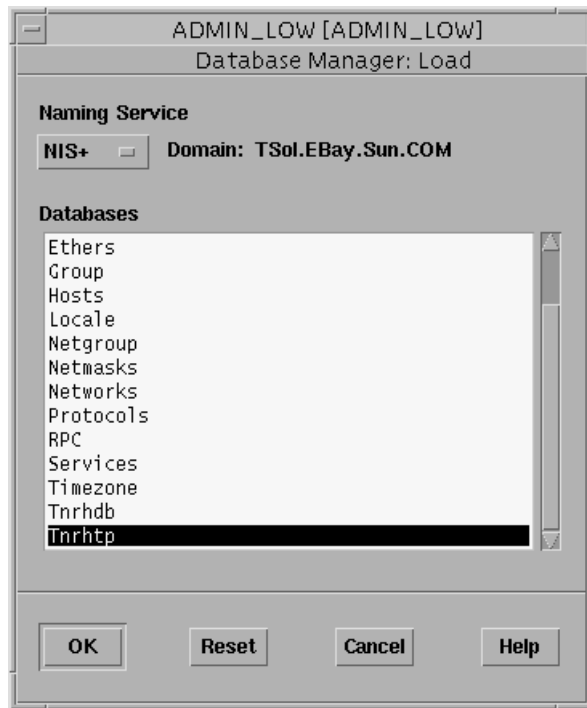 ADMIN_LOW [ADMIN_LOW]
Database Manager: Load
Naming Service
NIS+ Domain: TSol.EBay.Sun.COM
Databases
Ethers
Group
Hosts
Locale
Netgroup
Netmasks
Networks
Protocols
RPC
Services
Timezone
Tnrhdb
Tnrhtp
OK Reset Cancel Help